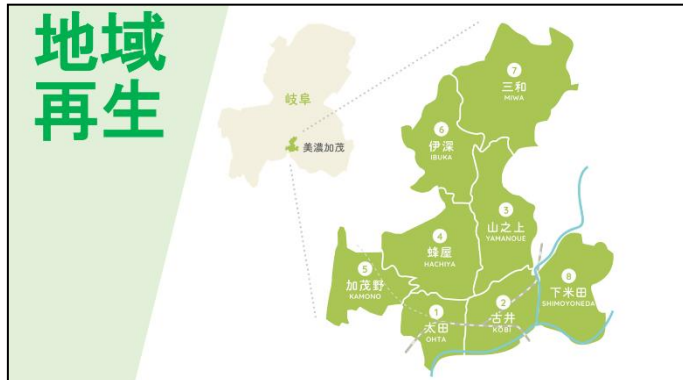 地域
再生
岐阜
美濃加茂
7
三和
MIWA
6
伊深
IBUKA
3
山之上
YAMANOUE
4
蜂屋
HACHIYA
5
加茂野
KAMONO
8
下米田
SHIMOYONEDA
2
古井
KOBI
1
太田
OHTA